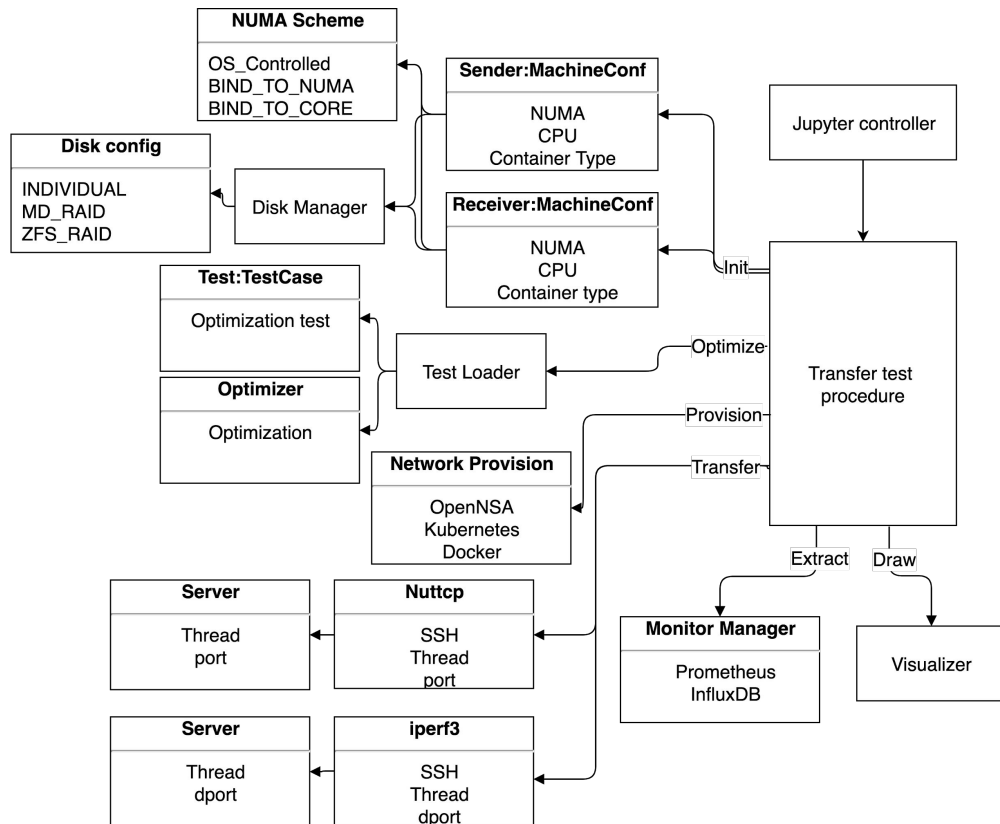 NUMA Scheme
OS_Controlled
BIND_TO_NUMA
BIND_TO_CORE
Sender:MachineConf
NUMA
CPU
Container Type
Jupyter controller
Disk config
INDIVIDUAL
MD_RAID
ZFS_RAID
Disk Manager
Receiver:MachineConf
NUMA
CPU
Container type
Init
Test:TestCase
Optimization test
Optimizer
Optimization
Test Loader
Optimize
Transfer test
procedure
Provision
Network Provision
OpenNSA
Kubernetes
Docker
Transfer
Extract
Draw
Server
Thread
port
Nuttcp
SSH
Thread
port
Monitor Manager
Prometheus
InfluxDB
Visualizer
Server
Thread
dport
iperf3
SSH
Thread
dport